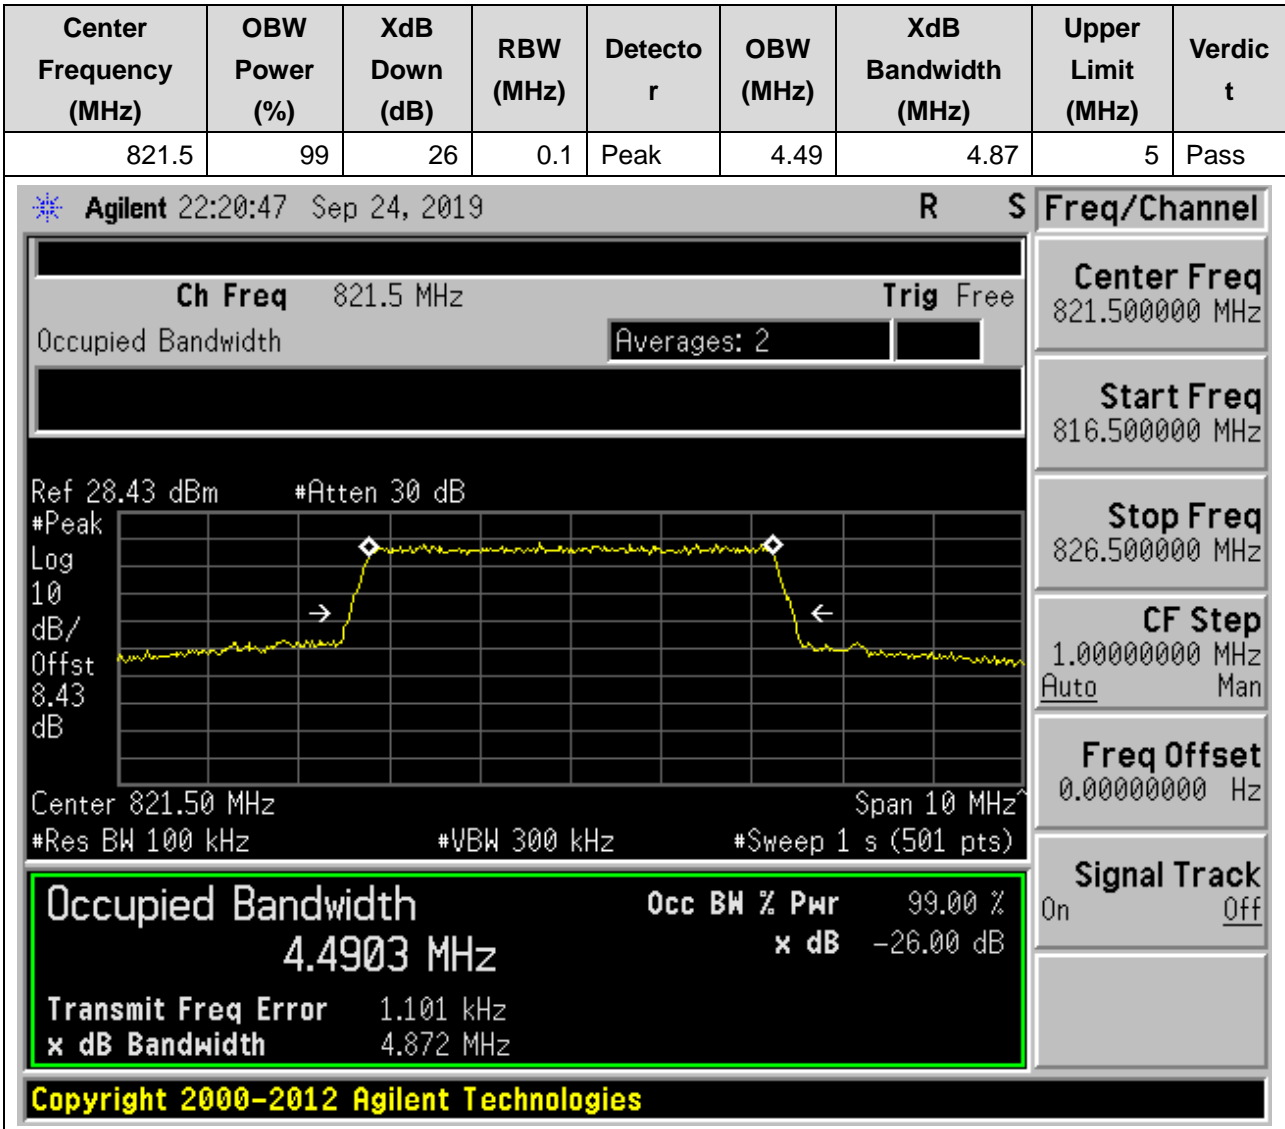 Center Frequency (MHz) OBW Power (%) XdB Down (dB) RBW (MHz) Detecto r OBW (MHz) XdB Bandwidth (MHz) Upper Limit (MHz) Verdic t
821.5 99 26 0.1 Peak 4.49 4.87 5 Pass
Agilent 22:20:47 Sep 24, 2019 R S
Freq/Channel
Ch Freq 821.5 MHz Trig Free
Occupied Bandwidth Averages: 2
Ref 28.43 dBm #Atten 30 dB
#Peak
Log
10
dB/
Offst
8.43
dB
Center 821.50 MHz Span 10 MHz^
#Res BW 100 kHz #VBW 300 kHz #Sweep 1 s (501 pts)
Occupied Bandwidth Occ BW % Pwr 99.00 %
4.4903 MHz x dB -26.00 dB
Transmit Freq Error 1.101 kHz
x dB Bandwidth 4.872 MHz
Center Freq
821.500000 MHz
Start Freq
816.500000 MHz
Stop Freq
826.500000 MHz
CF Step
1.00000000 MHz
Auto Man
Freq Offset
0.00000000 Hz
Signal Track
On Off
Copyright 2000-2012 Agilent Technologies